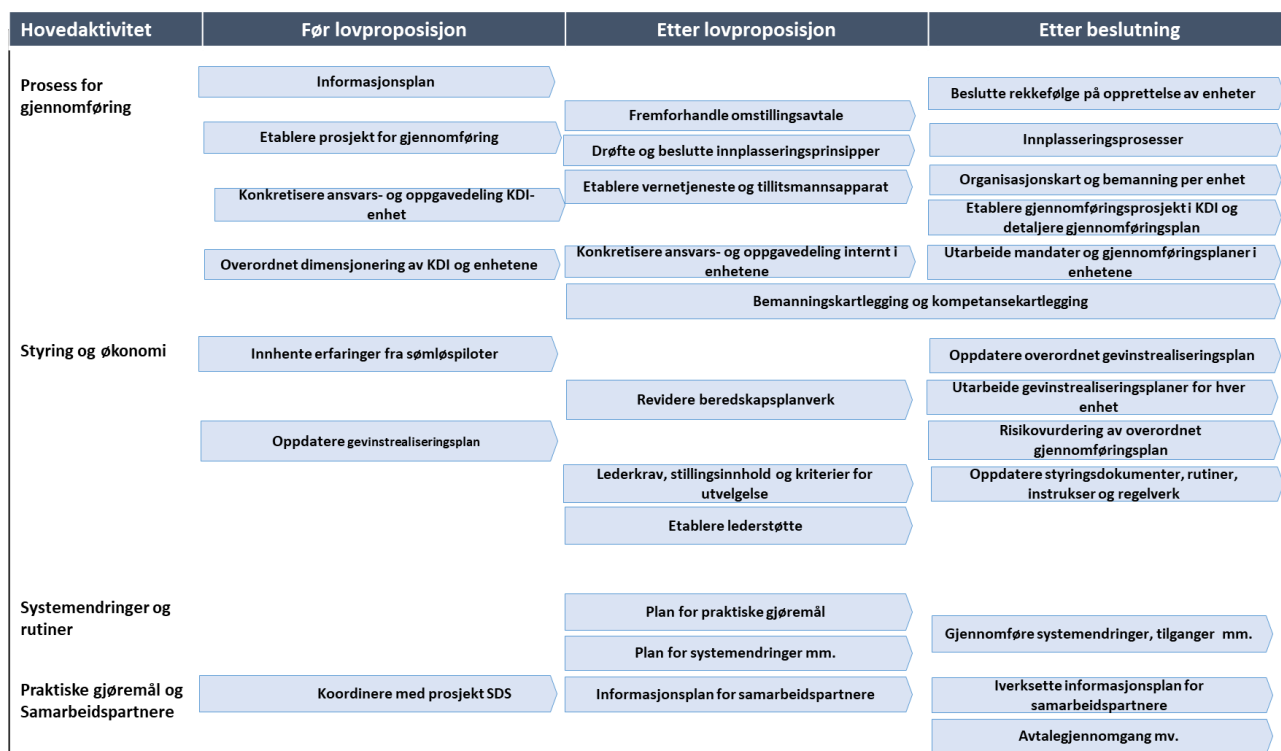 Hovedaktivitet
Før lovproposisjon
Etter lovproposisjon
Etter beslutning
Prosess for
gjennomføring
Informasjonsplan
Etablere prosjekt for gjennomføring
Konkretisere ansvars- og oppgavedeling KDI-
enhet
Overordnet dimensjonering av KDI og enhetene
Fremforhandle omstillingsavtale
Drøfte og beslutte innplasseringsprinsipper
Etablere vernetjeneste og tillitsmannsapparat
Konkretisere ansvars- og oppgavedeling internt i
enhetene
Bemanningskartlegging og kompetansekartlegging
Beslutte rekkefølge på opprettelse av enheter
Innplasseringsprosesser
Organisasjonskart og bemanning per enhet
Etablere gjennomføringsprosjekt i KDI og
detaljere gjennomføringsplan
Utarbeide mandater og gjennomføringsplaner i
enhetene
Styring og økonomi
Innhente erfaringer fra sømløspiloter
Oppdatere gevinstrealiseringsplan
Revidere beredskapsplanverk
Lederkrav, stillingsinnhold og kriterier for
utvelgelse
Etablere lederstøtte
Oppdatere overordnet gevinstrealiseringsplan
Utarbeide gevinstrealiseringsplaner for hver
enhet
Risikovurdering av overordnet
gjennomføringsplan
Oppdatere styringsdokumenter, rutiner,
instrukser og regelverk
Systemendringer og
rutiner
Plan for praktiske gjøremål
Plan for systemendringer mm.
Gjennomføre systemendringer, tilganger mm.
Praktiske gjøremål og
Samarbeidspartnere
Koordinere med prosjekt SDS
Informasjonsplan for samarbeidspartnere
Iverksette informasjonsplan for
samarbeidspartnere
Avtalegjennomgang mv.